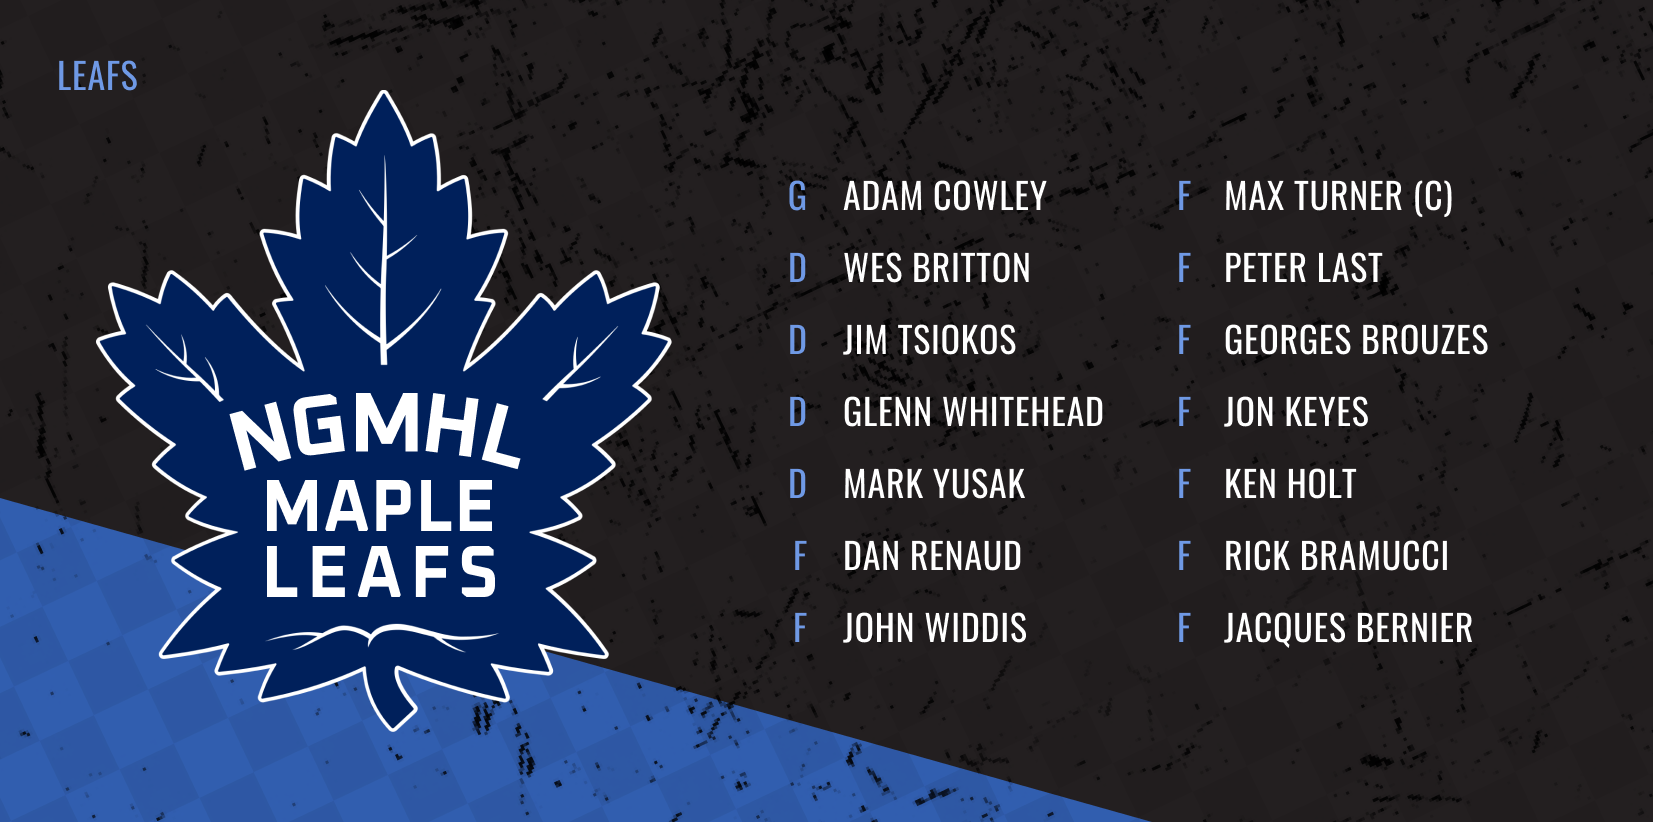 LEAFS
NGMHL
MAPLE
LEAFS
G ADAM COWLEY
D WES BRITTON
D JIM TSIOKOS
D GLENN WHITEHEAD
D MARK YUSAK
F DAN RENAUD
F JOHN WIDDIS
F MAX TURNER (C)
F PETER LAST
F GEORGES BROUZES
F JON KEYES
F KEN HOLT
F RICK BRAMUCCI
F JACQUES BERNIER